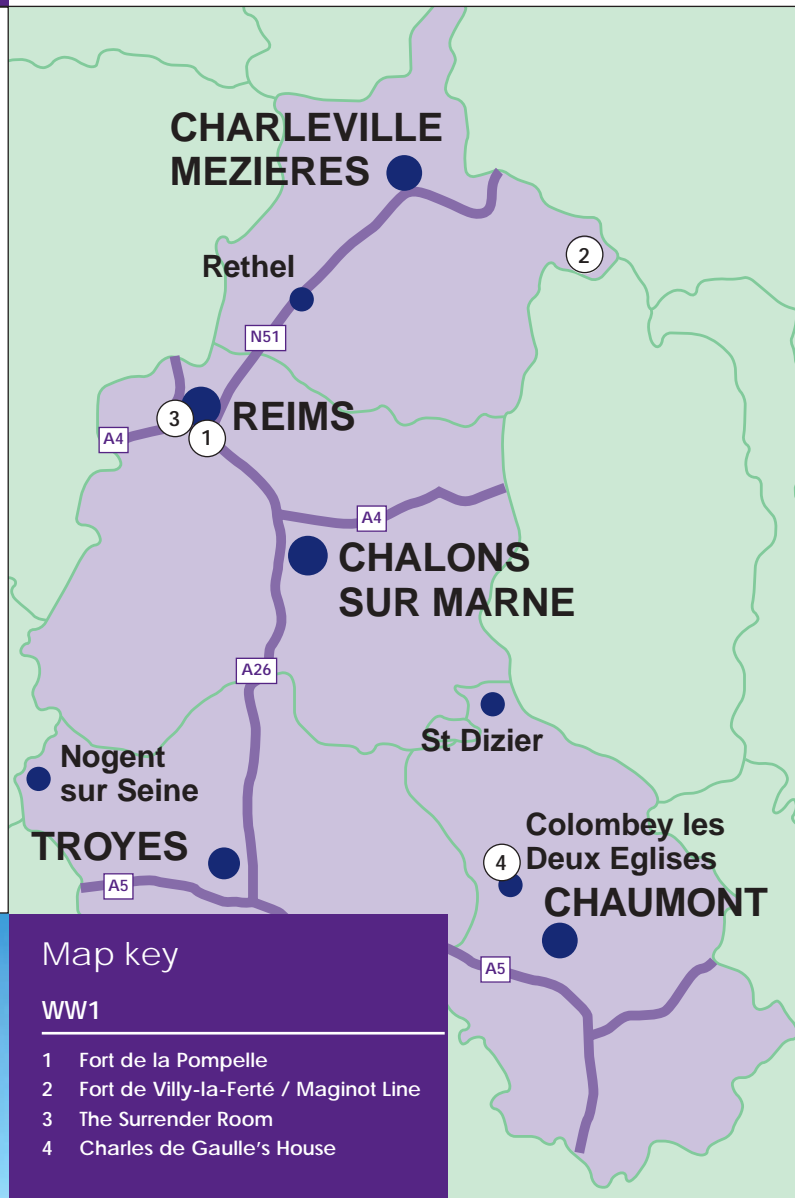 CHARLEVILLE
MEZIERES
2
Rethel
N51
3
REIMS
1
A4
A4
CHALONS
SUR MARNE
A26
St Dizier
Nogent
sur Seine
Colombey les
Deux Eglises
4
TROYES
A5
CHAUMONT
A5
Map key
WW1
1 Fort de la Pompelle
2 Fort de Villy-la-Ferté / Maginot Line
3 The Surrender Room
4 Charles de Gaulle's House